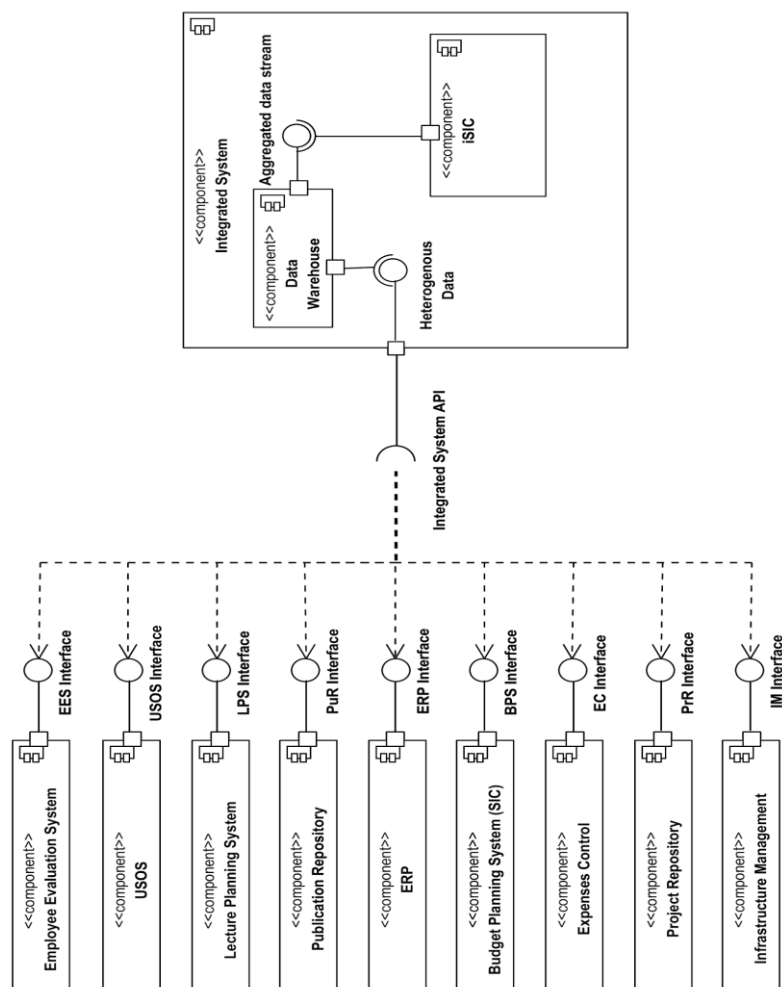 <<component>>
Integrated System
Aggregated data stream
<<component>>
Data
Warehouse
<<component>>
iSIC
Heterogenous
Data
Integrated System API
EES Interface
USOS Interface
LPS Interface
PuR Interface
ERP Interface
BPS Interface
EC Interface
PrR Interface
IM Interface
<<component>>
Employee Evaluation System
<<component>>
USOS
<<component>>
Lecture Planning System
<<component>>
Publication Repository
<<component>>
ERP
<<component>>
Budget Planning System (SIC)
<<component>>
Expenses Control
<<component>>
Project Repository
<<component>>
Infrastructure Management